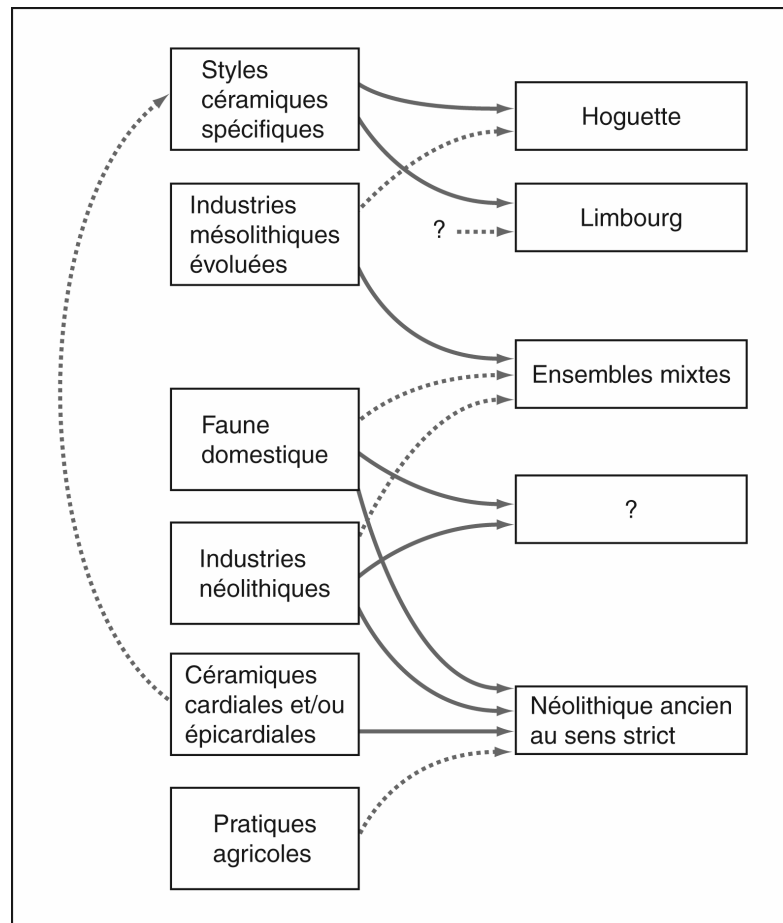 Styles
céramiques
spécifiques
Hoguette
Industries
mésolithiques
évoluées
Limbourg
?
Ensembles mixtes
Faune
domestique
?
Industries
néolithiques
Céramiques
cardiales et/ou
épicardiales
Néolithique ancien
au sens strict
Pratiques
agricoles